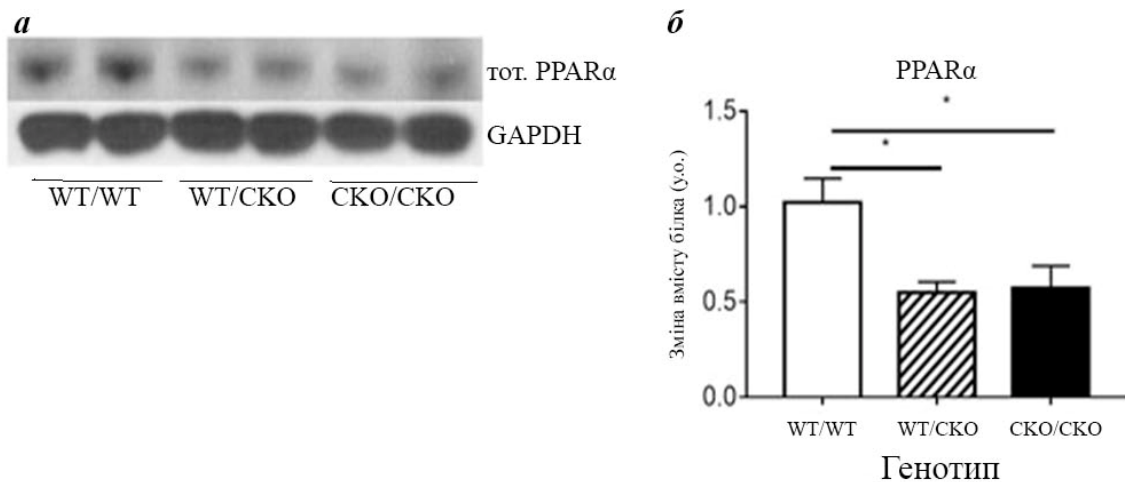 а
тот. PPARα
GAPDH
WT/WT WT/CKO CKO/CKO
б
PPARα
*
*
Зміна вмісту білка (у.о.)
1.5
1.0
0.5
0.0
WT/WT WT/CKO CKO/CKO
Генотип